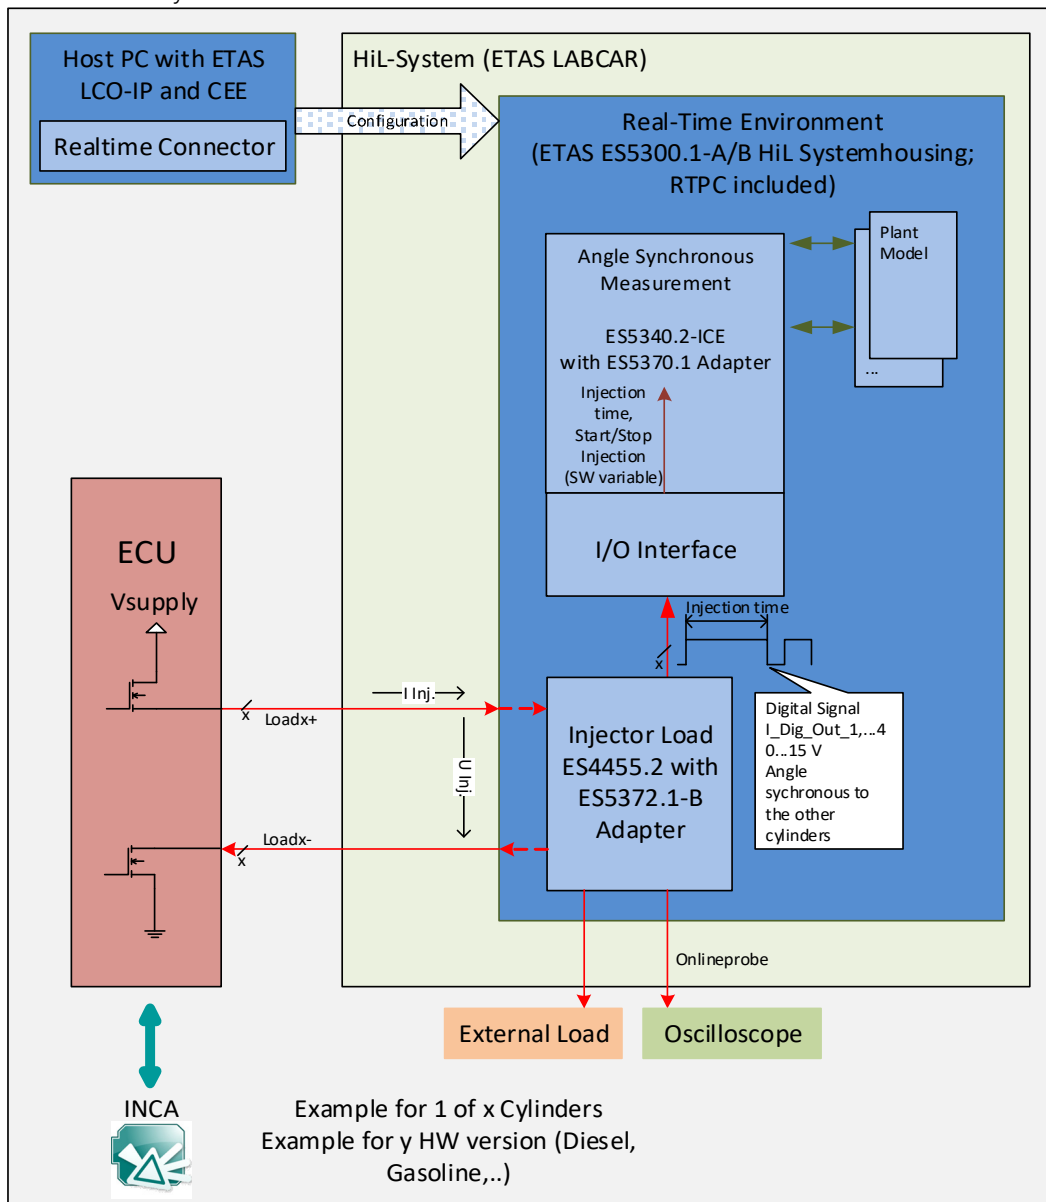 Host PC with ETAS
LCO-IP and CEE
Realtime Connector
HiL-System (ETAS LABCAR)
Configuration
Real-Time Environment
(ETAS ES5300.1-A/B HiL Systemhousing;
RTPC included)
Angle Synchronous
Measurement
ES5340.2-ICE
with ES5370.1 Adapter
Injection
time,
Start/Stop
Injection
(SW variable)
Plant
Model
...
I/O Interface
Injection time
x
ECU
Vsupply
x
Loadx+
I Inj.
U Inj.
Loadx-
x
Injector Load
ES4455.2 with
ES5372.1-B
Adapter
Digital Signal
I_Dig_Out_1,...4
0...15 V
Angle
sychronous to
the other
cylinders
Onlineprobe
External Load
Oscilloscope
INCA
Example for 1 of x Cylinders
Example for y HW version (Diesel,
Gasoline,..)